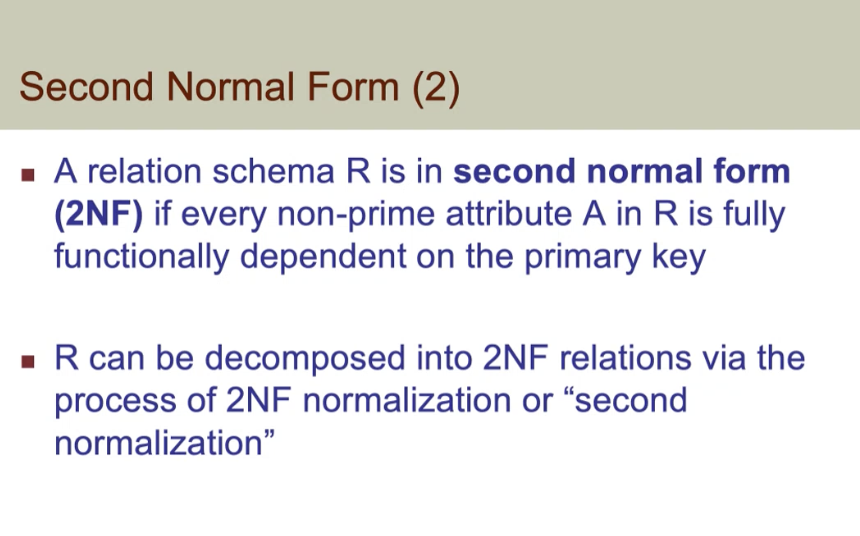 Second Normal Form (2)
A relation schema R is in second normal form
(2NF) if every non-prime attribute A in R is fully
functionally dependent on the primary key
R can be decomposed into 2NF relations via the
process of 2NF normalization or “second
normalization”